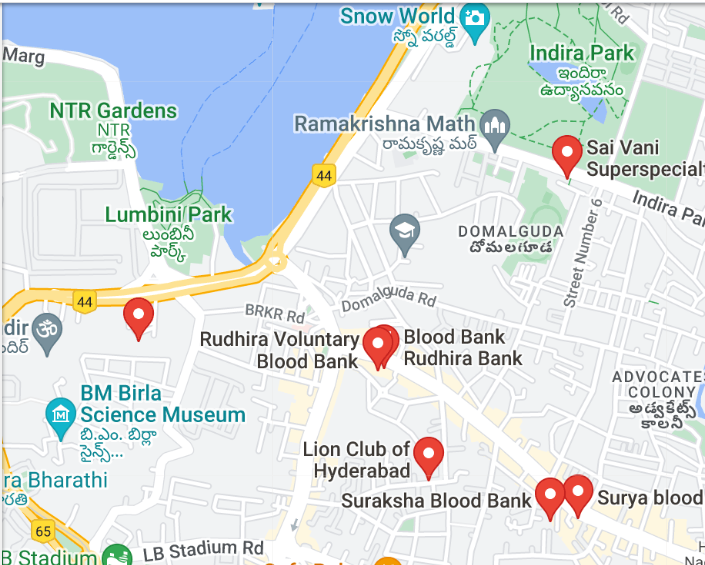 Snow World
స్నో వరల్డ్
Rd
Marg
Indira Park
ఇందిరా
ఉద్యానవనం
NTR Gardens
NTR
గార్డెన్స్
Ramakrishna Math
రామకృష్ణ మఠ్
Sai Vani
Superspecialt
44
Indira Par
Lumbini Park
లుంబినీ
పార్క్
DOMALGUDA
దోమలగూడ
Street Number 6
44
Domalguda Rd
BRKR Rd
dir
దిర్
Rudhira Voluntary
Blood Bank
Blood Bank
Rudhira Bank
ADVOCATES
COLONY
అడ్వకేట్స్
కాలనీ
BM Birla
Science Museum
బి.ఎం. బిర్లా
సైన్స్...
Lion Club of
Hyderabad
ra Bharathi
రతి
Suraksha Blood Bank
Surya blood
65
B Stadium
LB Stadium Rd